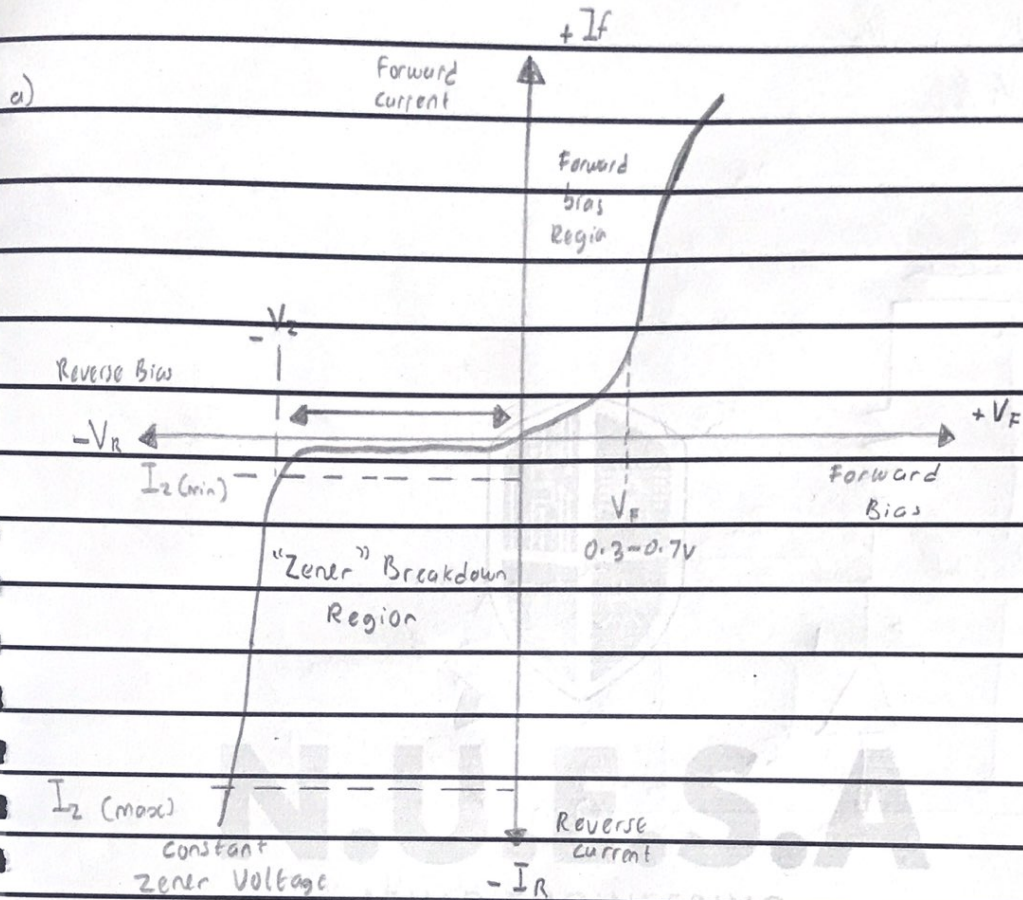 + If
a)
Forward
current
Forward
bias
Regio
- Vz
Reverse Bias
-VR
+VF
Iz (min)
Forward
Bias
VF
0.3-0.7V
"Zener" Breakdown
Region
N.U.E.S.A
Iz (max)
Reverse
current
constant
Zener Voltage
- IR